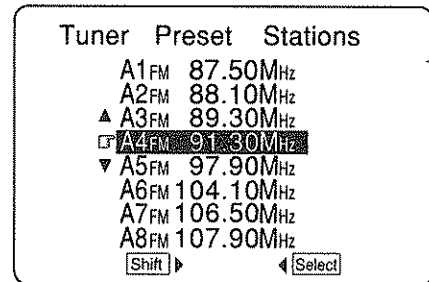 Tuner Preset Stations
A1FM 87.50MHz
A2FM 88.10MHz
A3FM 89.30MHz
A4FM 91.30MHz
A5FM 97.90MHz
A6FM 104.10MHz
A7FM 106.50MHz
A8FM 107.90MHz
Shift Select